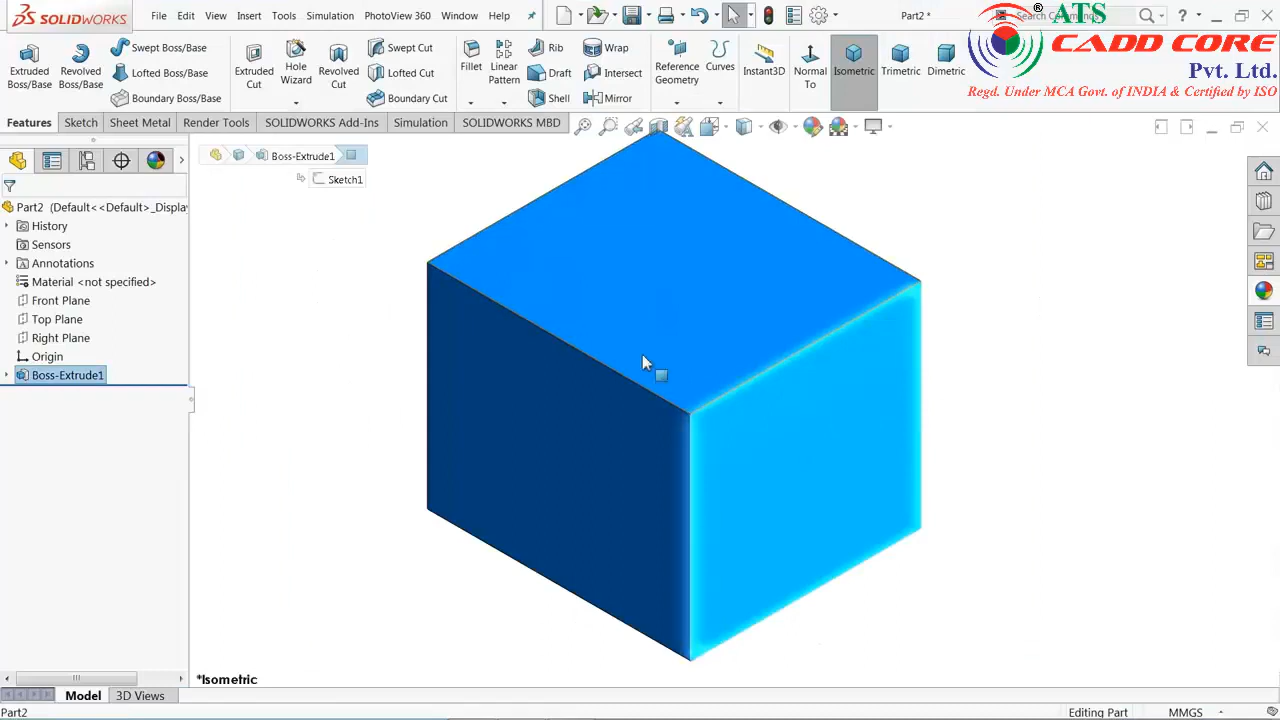 SOLIDWORKS
File Edit View Insert Tools Simulation PhotoView 360 Window Help
Part2 *
Search Commands
®
ATS
CADD CORE
Pvt. Ltd.
Regd. Under MCA Govt. of INDIA & Certified by ISO
Extruded Boss/Base
Revolved Boss/Base
Swept Boss/Base
Lofted Boss/Base
Boundary Boss/Base
Extruded Cut
Hole Wizard
Revolved Cut
Swept Cut
Lofted Cut
Boundary Cut
Fillet
Linear Pattern
Rib
Draft
Shell
Wrap
Intersect
Mirror
Reference Geometry
Curves
Instant3D
Normal To
Isometric
Trimetric
Dimetric
Features Sketch Sheet Metal Render Tools SOLIDWORKS Add-Ins Simulation SOLIDWORKS MBD
Boss-Extrude1
Sketch1
Part2 (Default<<Default>_Displa
History
Sensors
Annotations
Material <not specified>
Front Plane
Top Plane
Right Plane
Origin
Boss-Extrude1
*Isometric
Model 3D Views
Part2
Editing Part
MMGS